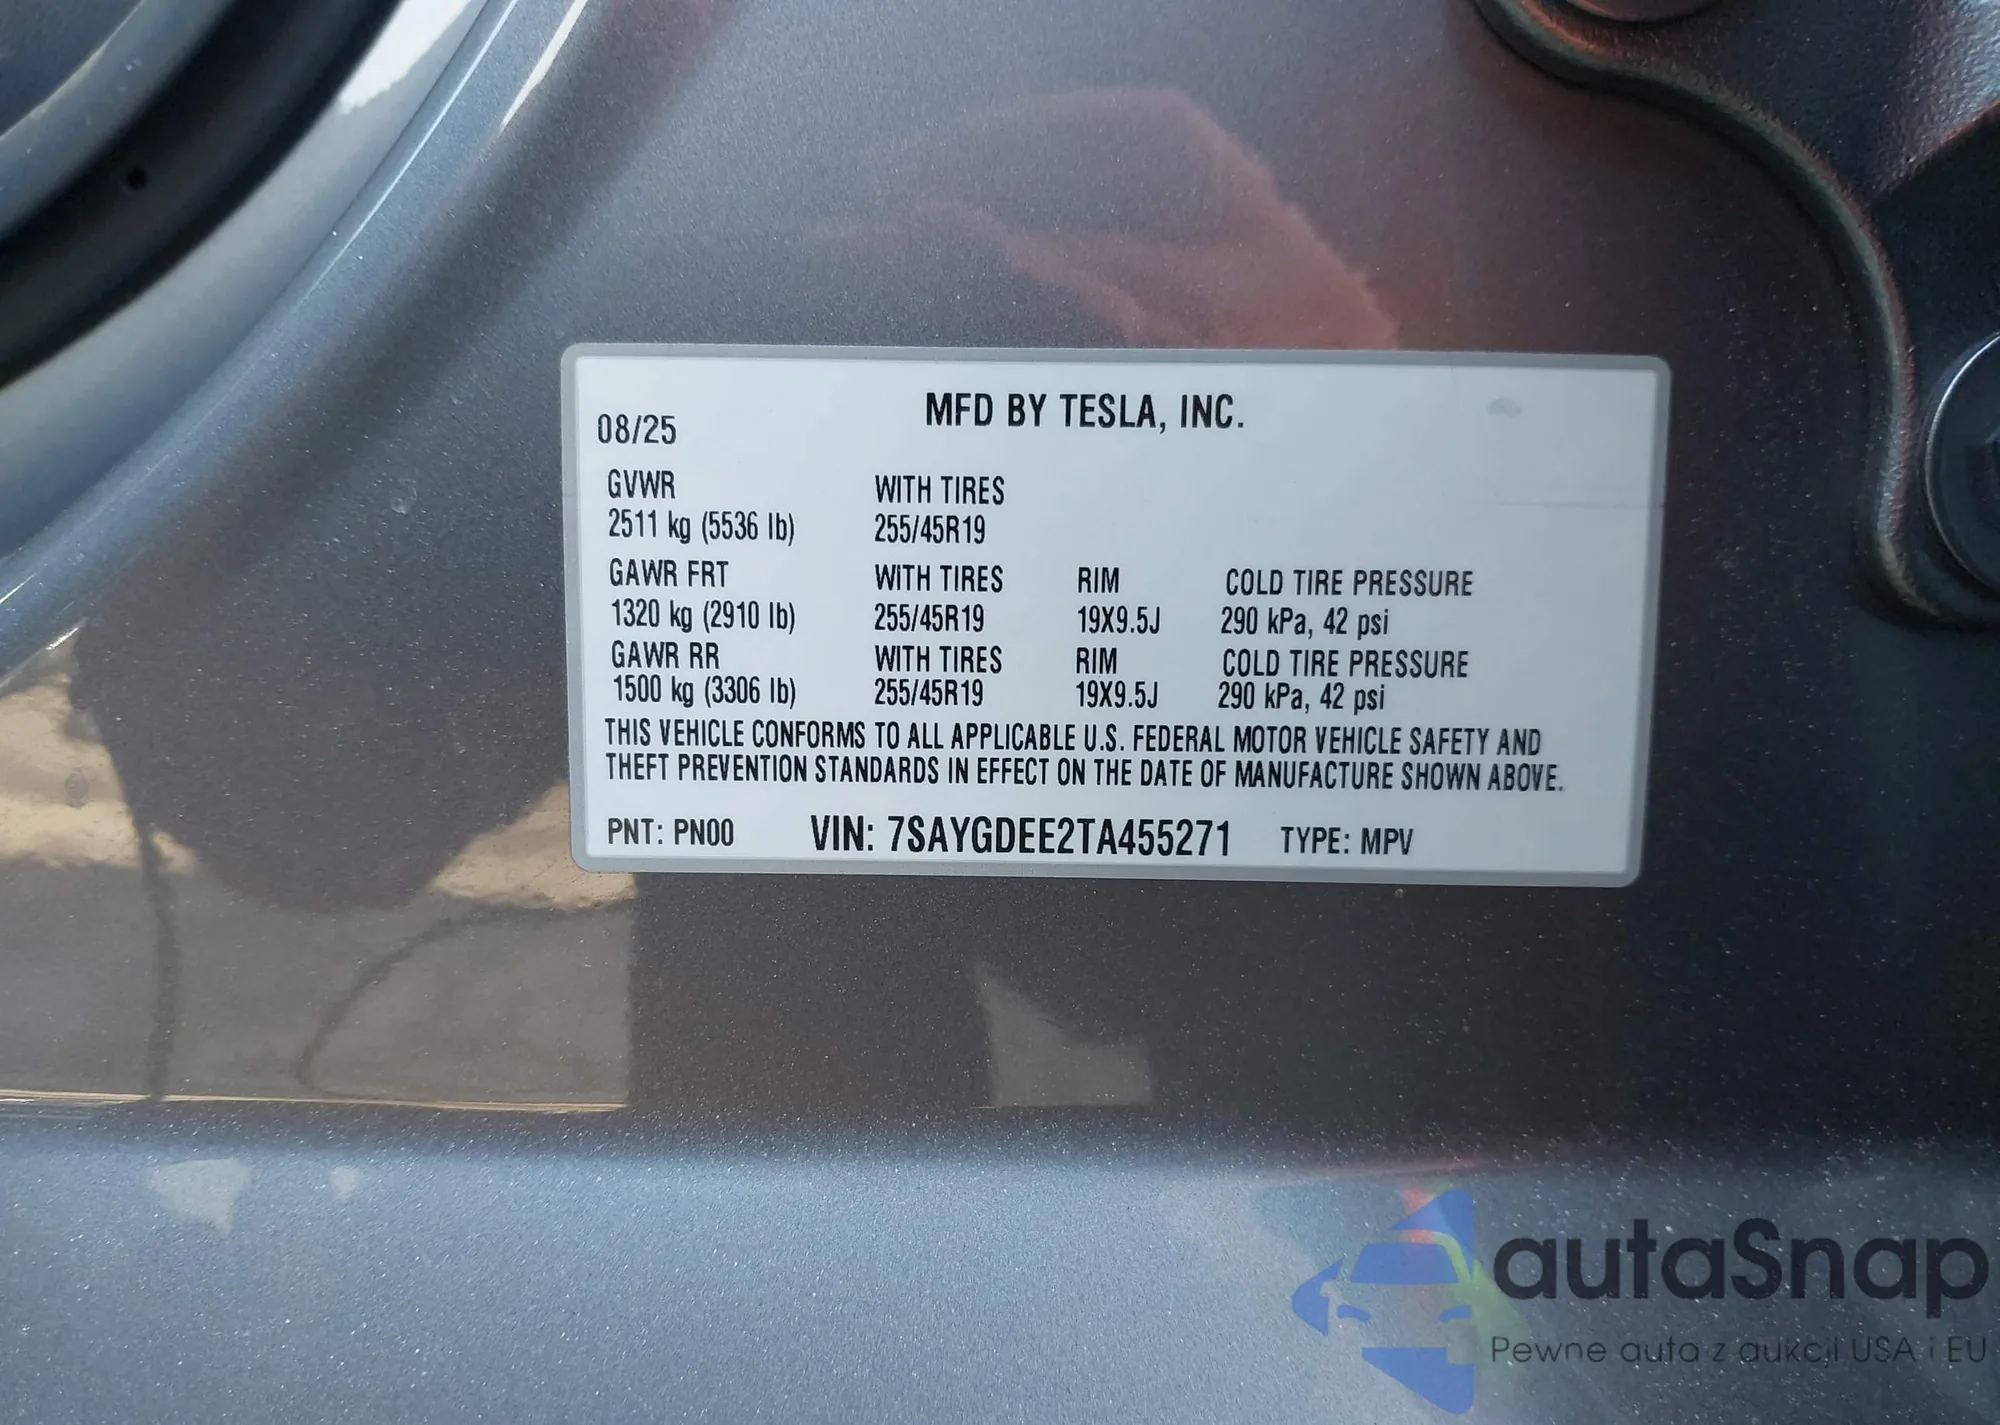 MFD BY TESLA, INC.
08/25
GVWR WITH TIRES
2511 kg (5536 lb) 255/45R19
GAWR FRT WITH TIRES RIM COLD TIRE PRESSURE
1320 kg (2910 lb) 255/45R19 19X9.5J 290 kPa, 42 psi
GAWR RR WITH TIRES RIM COLD TIRE PRESSURE
1500 kg (3306 lb) 255/45R19 19X9.5J 290 kPa, 42 psi
THIS VEHICLE CONFORMS TO ALL APPLICABLE U.S. FEDERAL MOTOR VEHICLE SAFETY AND
THEFT PREVENTION STANDARDS IN EFFECT ON THE DATE OF MANUFACTURE SHOWN ABOVE.
PNT: PN00 VIN: 7SAYGDEE2TA455271 TYPE: MPV
autaSnap
Pewne auta z aukcji USA i EU